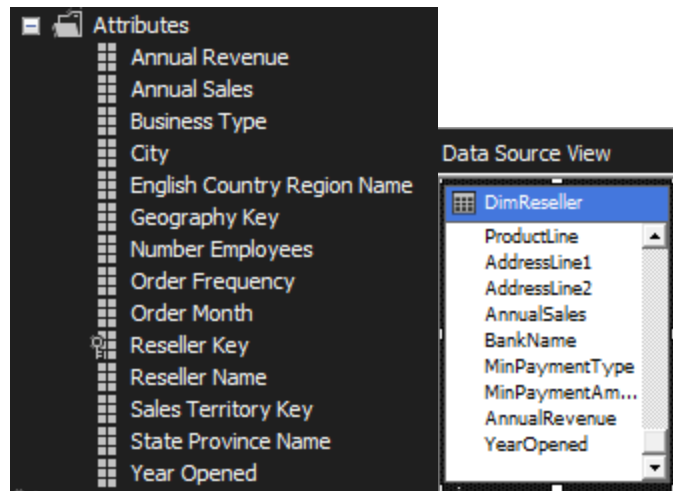 Attributes
Annual Revenue
Annual Sales
Business Type
City
English Country Region Name
Geography Key
Number Employees
Order Frequency
Order Month
Reseller Key
Reseller Name
Sales Territory Key
State Province Name
Year Opened
Data Source View
DimReseller
ProductLine
AddressLine1
AddressLine2
AnnualSales
BankName
MinPaymentType
MinPaymentAm...
AnnualRevenue
YearOpened